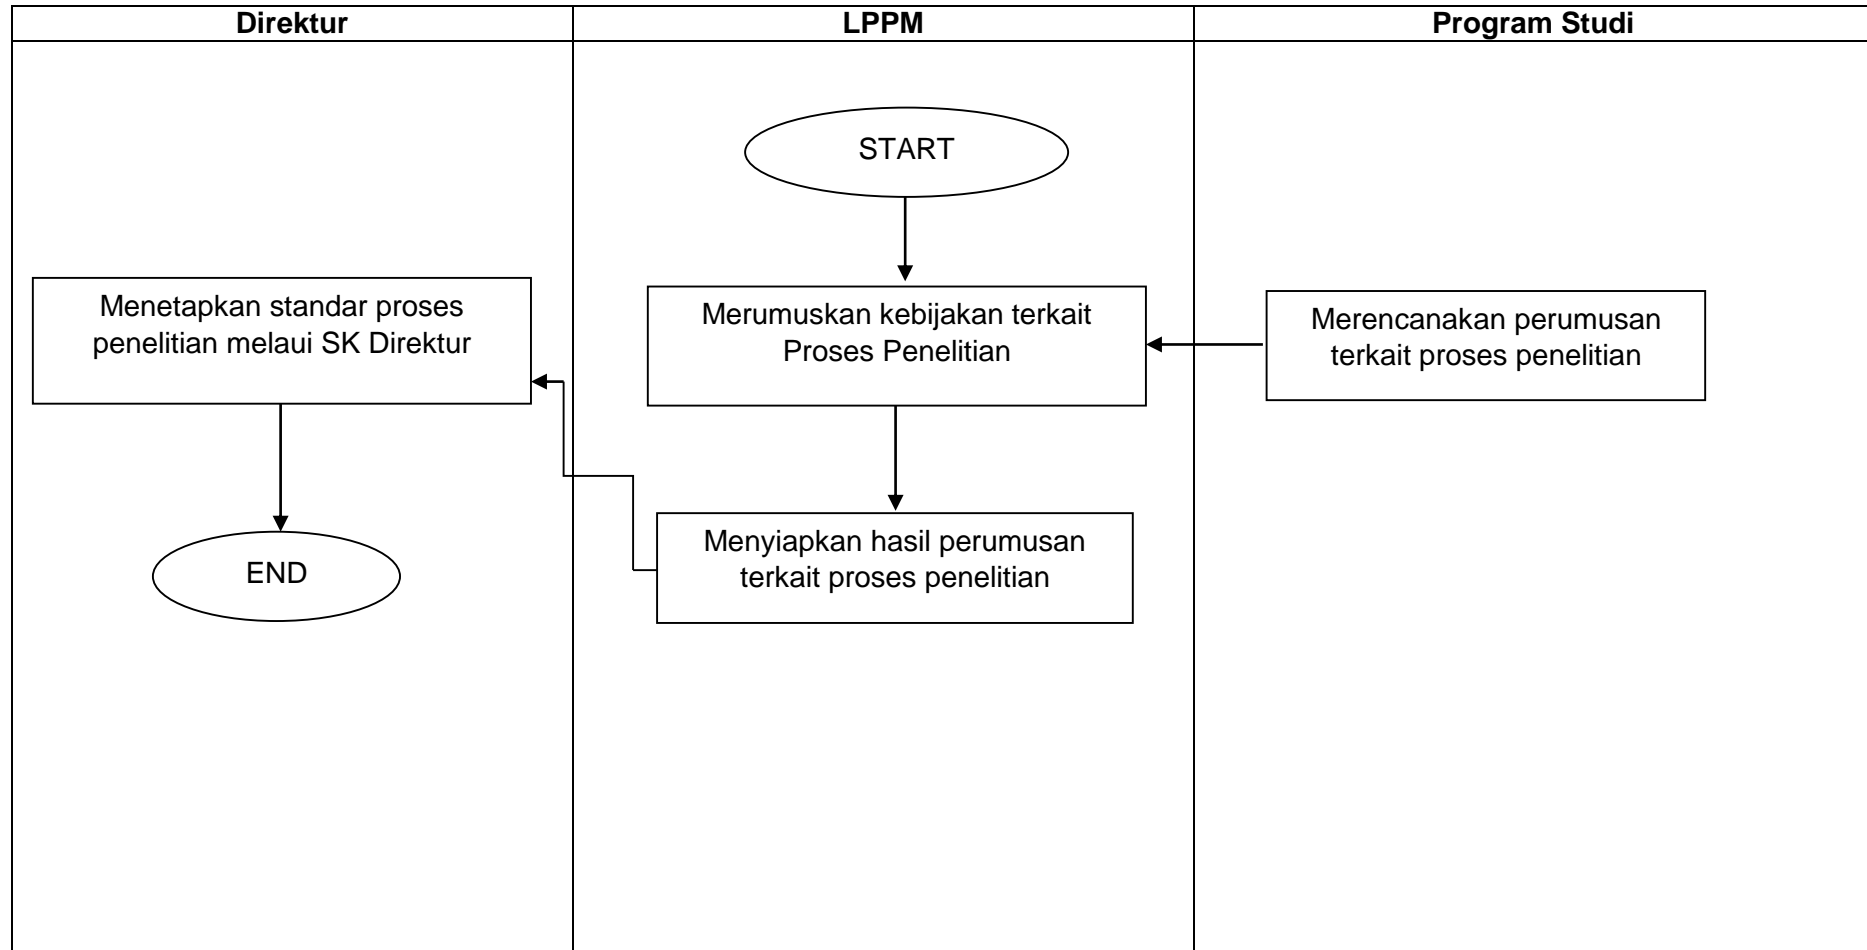 Direktur
LPPM
Program Studi
START
Menetapkan standar proses
penelitian melaui SK Direktur
Merumuskan kebijakan terkait
Proses Penelitian
Merencanakan perumusan
terkait proses penelitian
Menyiapkan hasil perumusan
terkait proses penelitian
END